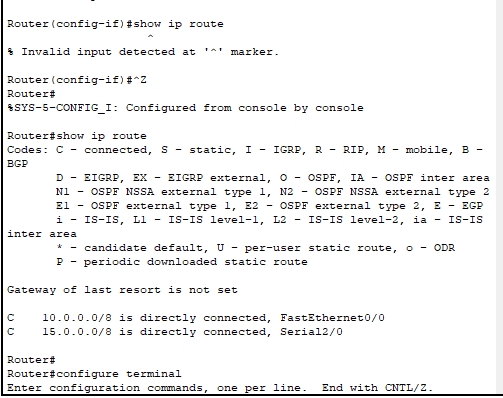 Router(config-if)#show ip route
^
% Invalid input detected at '^' marker.
Router(config-if)#^Z
Router#
%SYS-5-CONFIG_I: Configured from console by console
Router#show ip route
Codes: C - connected, S - static, I - IGRP, R - RIP, M - mobile, B -
BGP
D - EIGRP, EX - EIGRP external, O - OSPF, IA - OSPF inter area
N1 - OSPF NSSA external type 1, N2 - OSPF NSSA external type 2
E1 - OSPF external type 1, E2 - OSPF external type 2, E - EGP
i - IS-IS, L1 - IS-IS level-1, L2 - IS-IS level-2, ia - IS-IS
inter area
* - candidate default, U - per-user static route, o - ODR
P - periodic downloaded static route
Gateway of last resort is not set
C 10.0.0.0/8 is directly connected, FastEthernet0/0
C 15.0.0.0/8 is directly connected, Serial2/0
Router#
Router#configure terminal
Enter configuration commands, one per line. End with CNTL/Z.